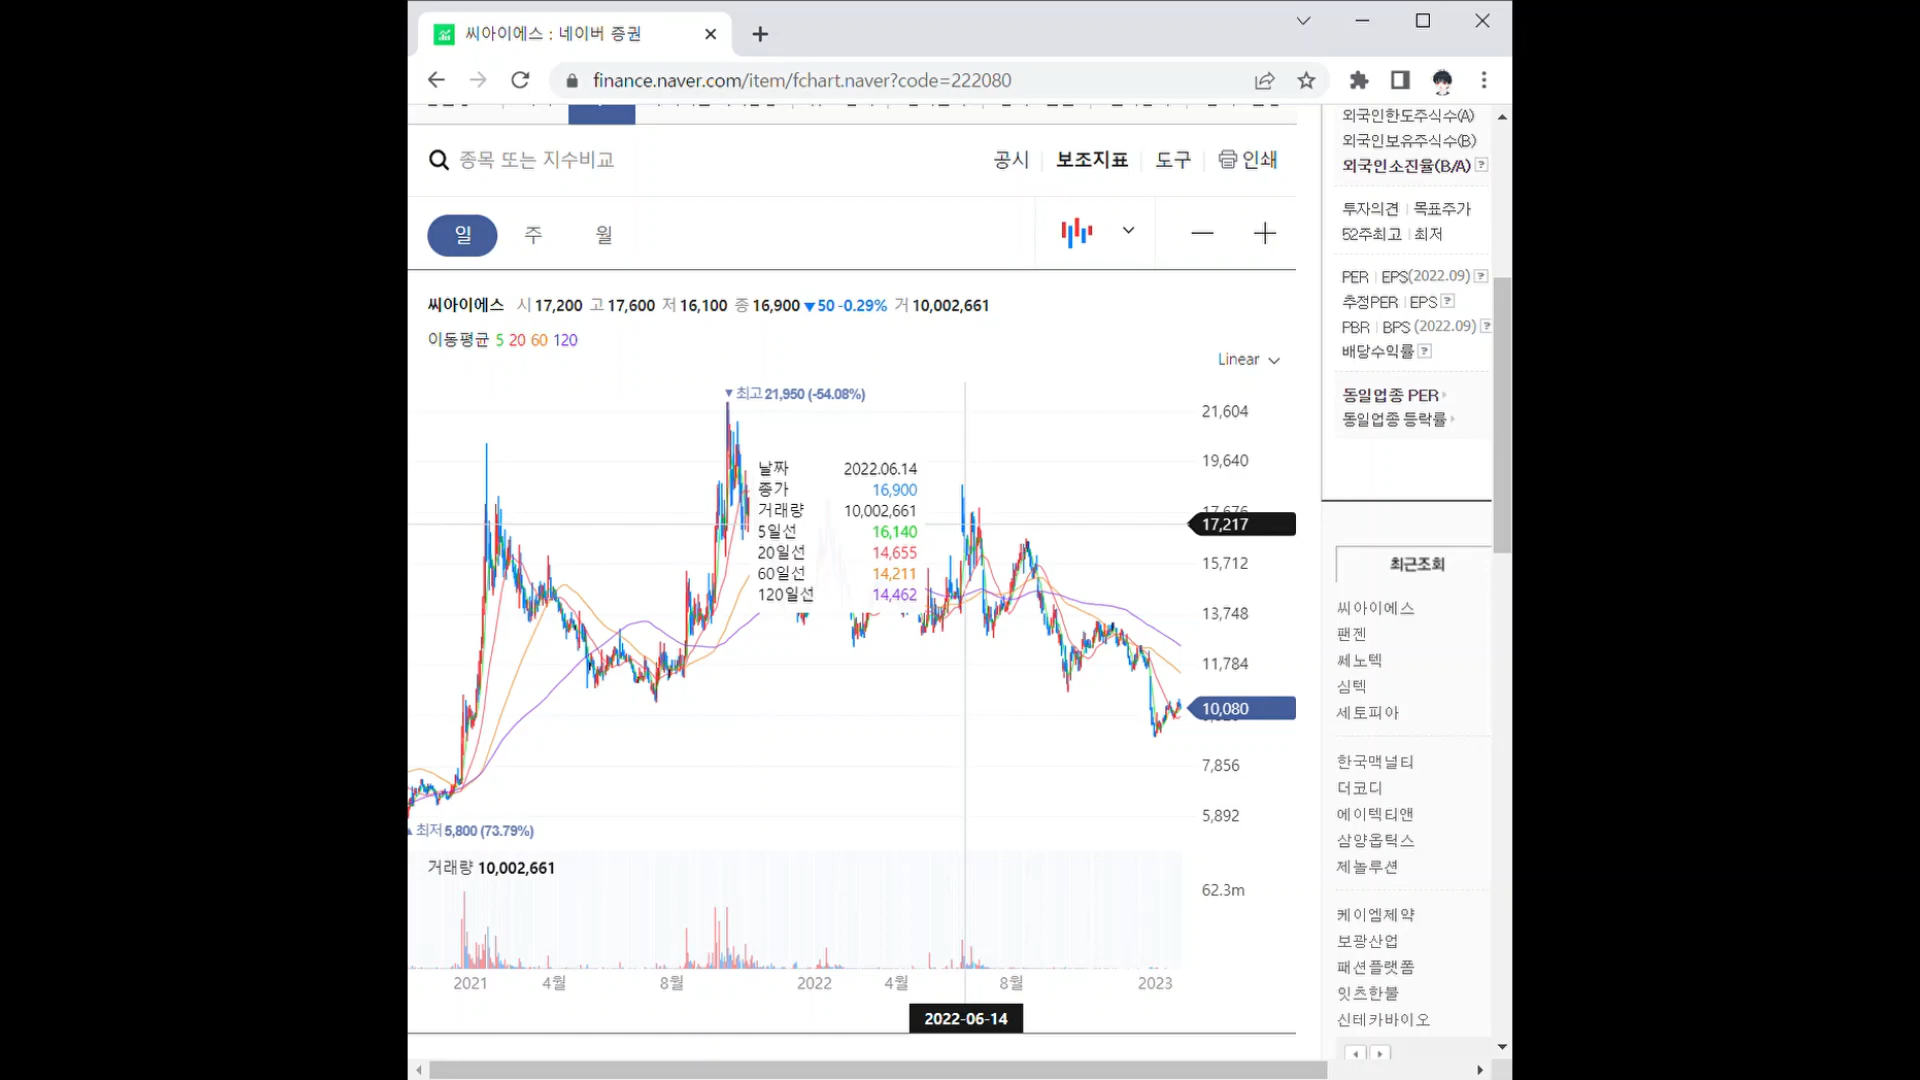 씨아이에스 : 네이버 증권
finance.naver.com/item/fchart.naver?code=222080
종목 또는 지수비교
공시 보조지표 도구 인쇄
일 주 월
씨아이에스 시 17,200 고 17,600 저 16,100 종 16,900 ▼50 -0.29% 거 10,002,661
이동평균 5 20 60 120
Linear
▼최고 21,950 (-54.08%)
날짜 2022.06.14
종가 16,900
거래량 10,002,661
5일선 16,140
20일선 14,655
60일선 14,211
120일선 14,462
21,604
19,640
17,676
17,217
15,712
13,748
11,784
10,080
7,856
5,892
▲최저 5,800 (73.79%)
거래량 10,002,661
62.3m
2021 4월 8월 2022 4월 8월 2023
2022-06-14
외국인한도주식수(A)
외국인보유주식수(B)
외국인소진율(B/A) ?
투자의견 | 목표주가
52주최고 | 최저
PER | EPS(2022.09) ?
추정PER | EPS ?
PBR | BPS (2022.09) ?
배당수익률 ?
동일업종 PER
동일업종 등락률
최근조회
씨아이에스
팬젠
쎄노텍
심텍
세토피아
한국맥널티
더코디
에이텍티앤
삼양옵틱스
제놀루션
케이엠제약
보광산업
패션플랫폼
잇츠한불
신테카바이오